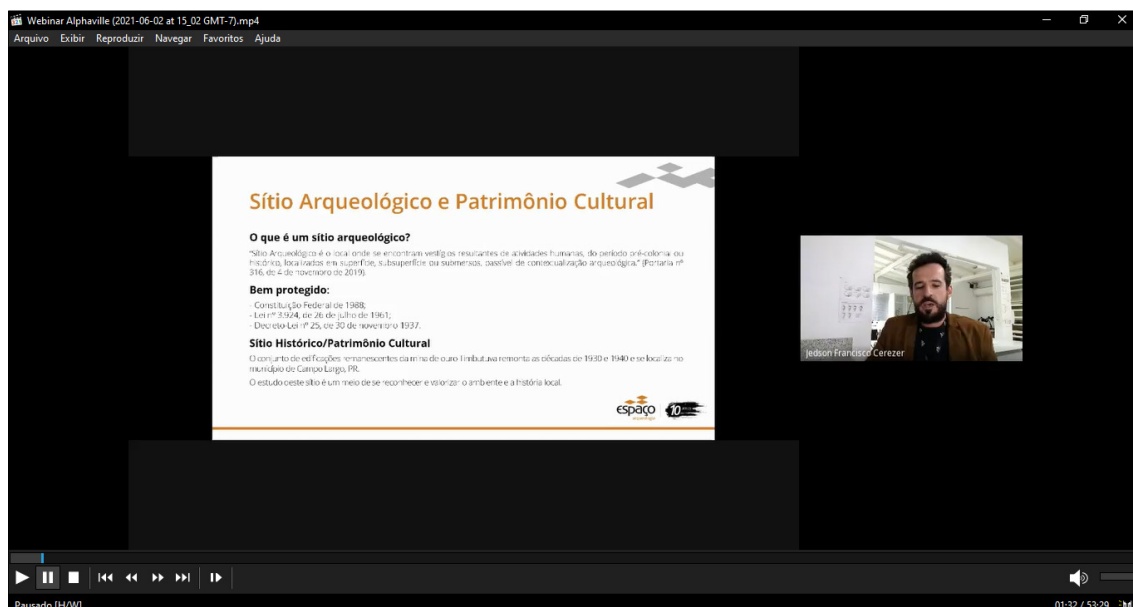 Webinar Alphaville (2021-06-02 at 15_02 GMT-7).mp4
Arquivo Exibir Reproduzir Navegar Favoritos Ajuda
Sítio Arqueológico e Patrimônio Cultural
O que é um sítio arqueológico?
"Sítio Arqueológico é o local onde se encontram vestígios resultantes de atividades humanas, do período pré-colonial ou
histórico, localizados em superfície, subsuperfície ou submersos, passível de contextualização arqueológica." (Portaria nº
316, de 4 de novembro de 2019).
Bem protegido:
- Constituição Federal de 1988;
- Lei nº 3.924, de 26 de julho de 1961;
- Decreto-Lei nº 25, de 30 de novembro 1937.
Sítio Histórico/Patrimônio Cultural
O conjunto de edificações remanescentes da mina de ouro Timbutuva remonta as décadas de 1930 e 1940 e se localiza no
município de Campo Largo, PR.
O estudo deste sítio é um meio de se reconhecer e valorizar o ambiente e a história local.
espaço
arqueologia
10
Jedson Francisco Cerezer
Pausado [H/W]
01:32 / 53:29